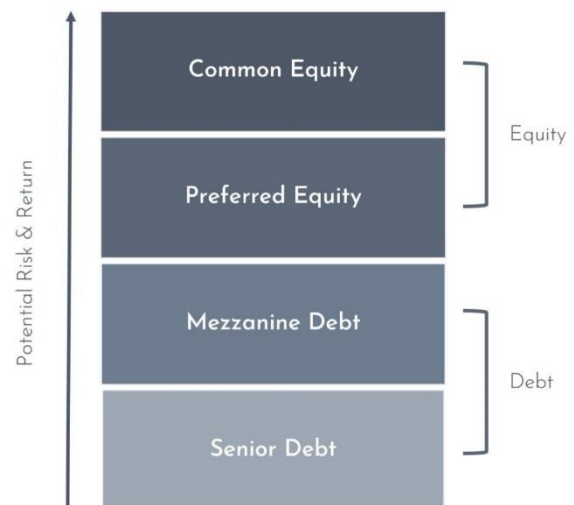 Common Equity
Equity
Preferred Equity
Potential Risk & Return
Mezzanine Debt
Debt
Senior Debt